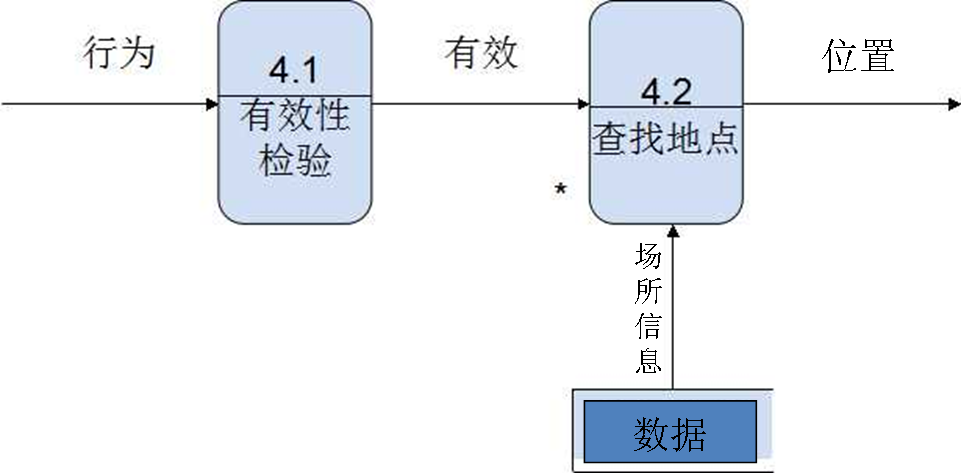 行为
4.1
有效性
检验
有效
4.2
查找地点
位置
*
场
所
信
息
数据